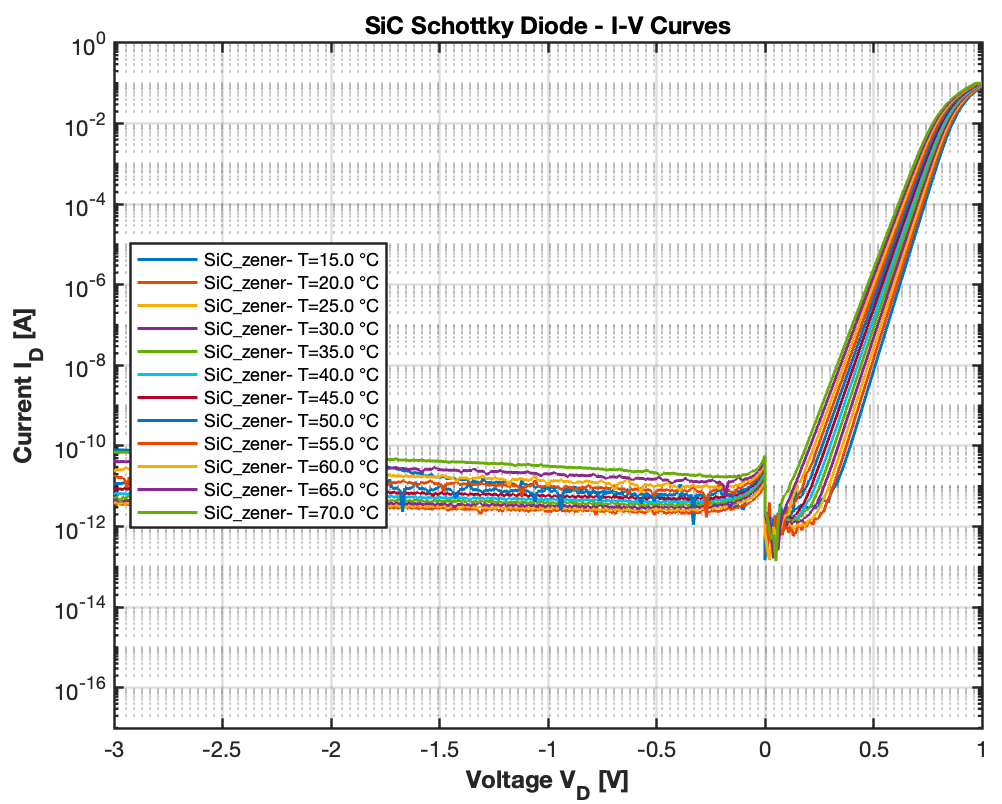 SiC Schottky Diode - I-V Curves
Current I_D [A]
10^0
10^-2
10^-4
10^-6
10^-8
10^-10
10^-12
10^-14
10^-16
SiC_zener- T=15.0 °C
SiC_zener- T=20.0 °C
SiC_zener- T=25.0 °C
SiC_zener- T=30.0 °C
SiC_zener- T=35.0 °C
SiC_zener- T=40.0 °C
SiC_zener- T=45.0 °C
SiC_zener- T=50.0 °C
SiC_zener- T=55.0 °C
SiC_zener- T=60.0 °C
SiC_zener- T=65.0 °C
SiC_zener- T=70.0 °C
-3 -2.5 -2 -1.5 -1 -0.5 0 0.5 1
Voltage V_D [V]